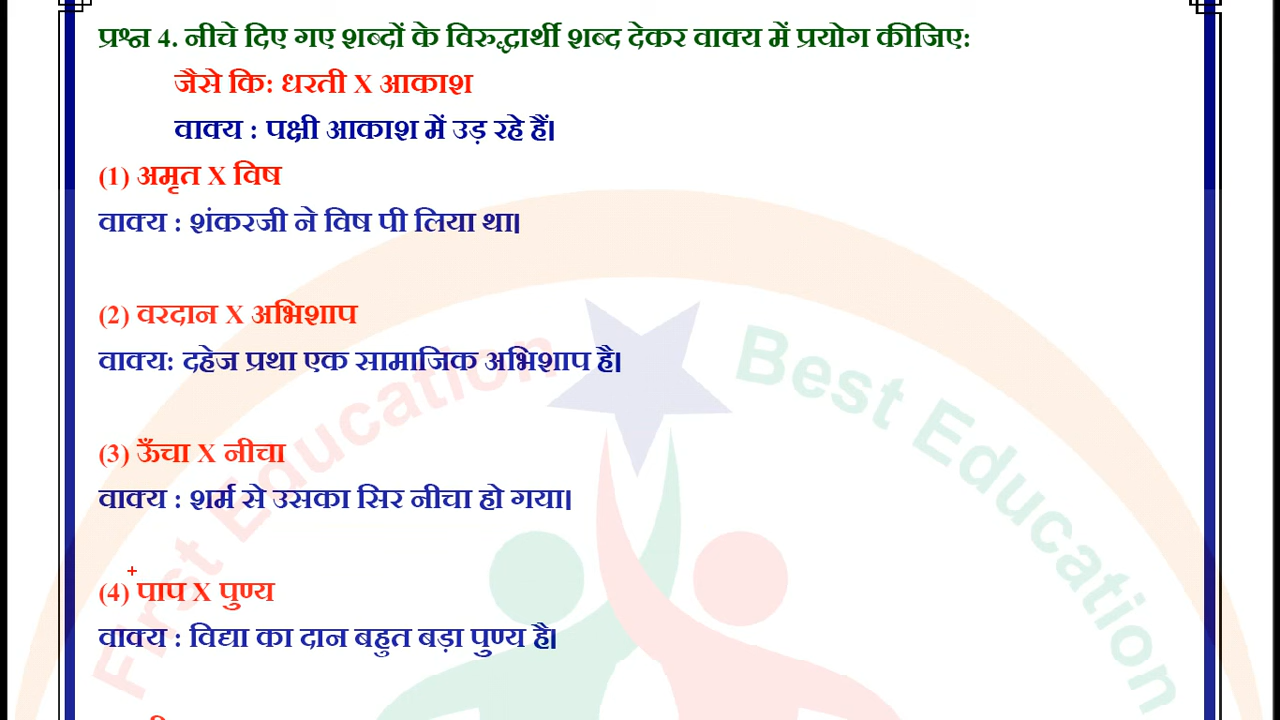 प्रश्न 4. नीचे दिए गए शब्दों के विरुद्धार्थी शब्द देकर वाक्य में प्रयोग कीजिए:
जैसे कि: धरती X आकाश
वाक्य : पक्षी आकाश में उड़ रहे हैं।
(1) अमृत X विष
वाक्य : शंकरजी ने विष पी लिया था।
(2) वरदान X अभिशाप
वाक्य: दहेज प्रथा एक सामाजिक अभिशाप है।
(3) ऊँचा X नीचा
वाक्य : शर्म से उसका सिर नीचा हो गया।
(4) पाप X पुण्य
वाक्य : विद्या का दान बहुत बड़ा पुण्य है।
First Education Best Education